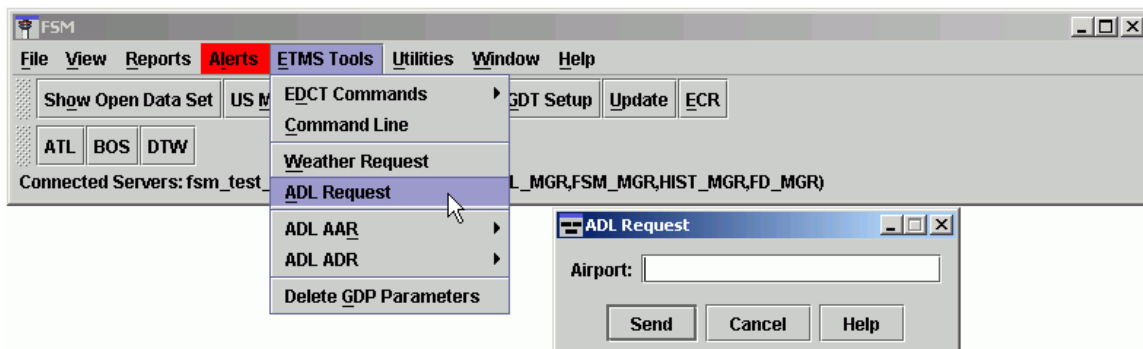 FSM
File View Reports Alerts ETMS Tools Utilities Window Help
Show Open Data Set US EDCT Commands GDT Setup Update ECR
Command Line
ATL BOS DTW Weather Request
Connected Servers: fsm_test_ ADL Request L_MGR,FSM_MGR,HIST_MGR,FD_MGR)
ADL AAR
ADL ADR
Delete GDP Parameters
ADL Request
Airport:
Send Cancel Help